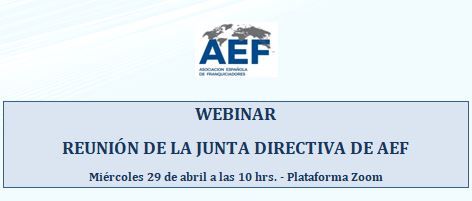 AEF
ASOCIACION ESPAÑOLA
DE FRANQUICIADORES
WEBINAR
REUNIÓN DE LA JUNTA DIRECTIVA DE AEF
Miércoles 29 de abril a las 10 hrs. - Plataforma Zoom